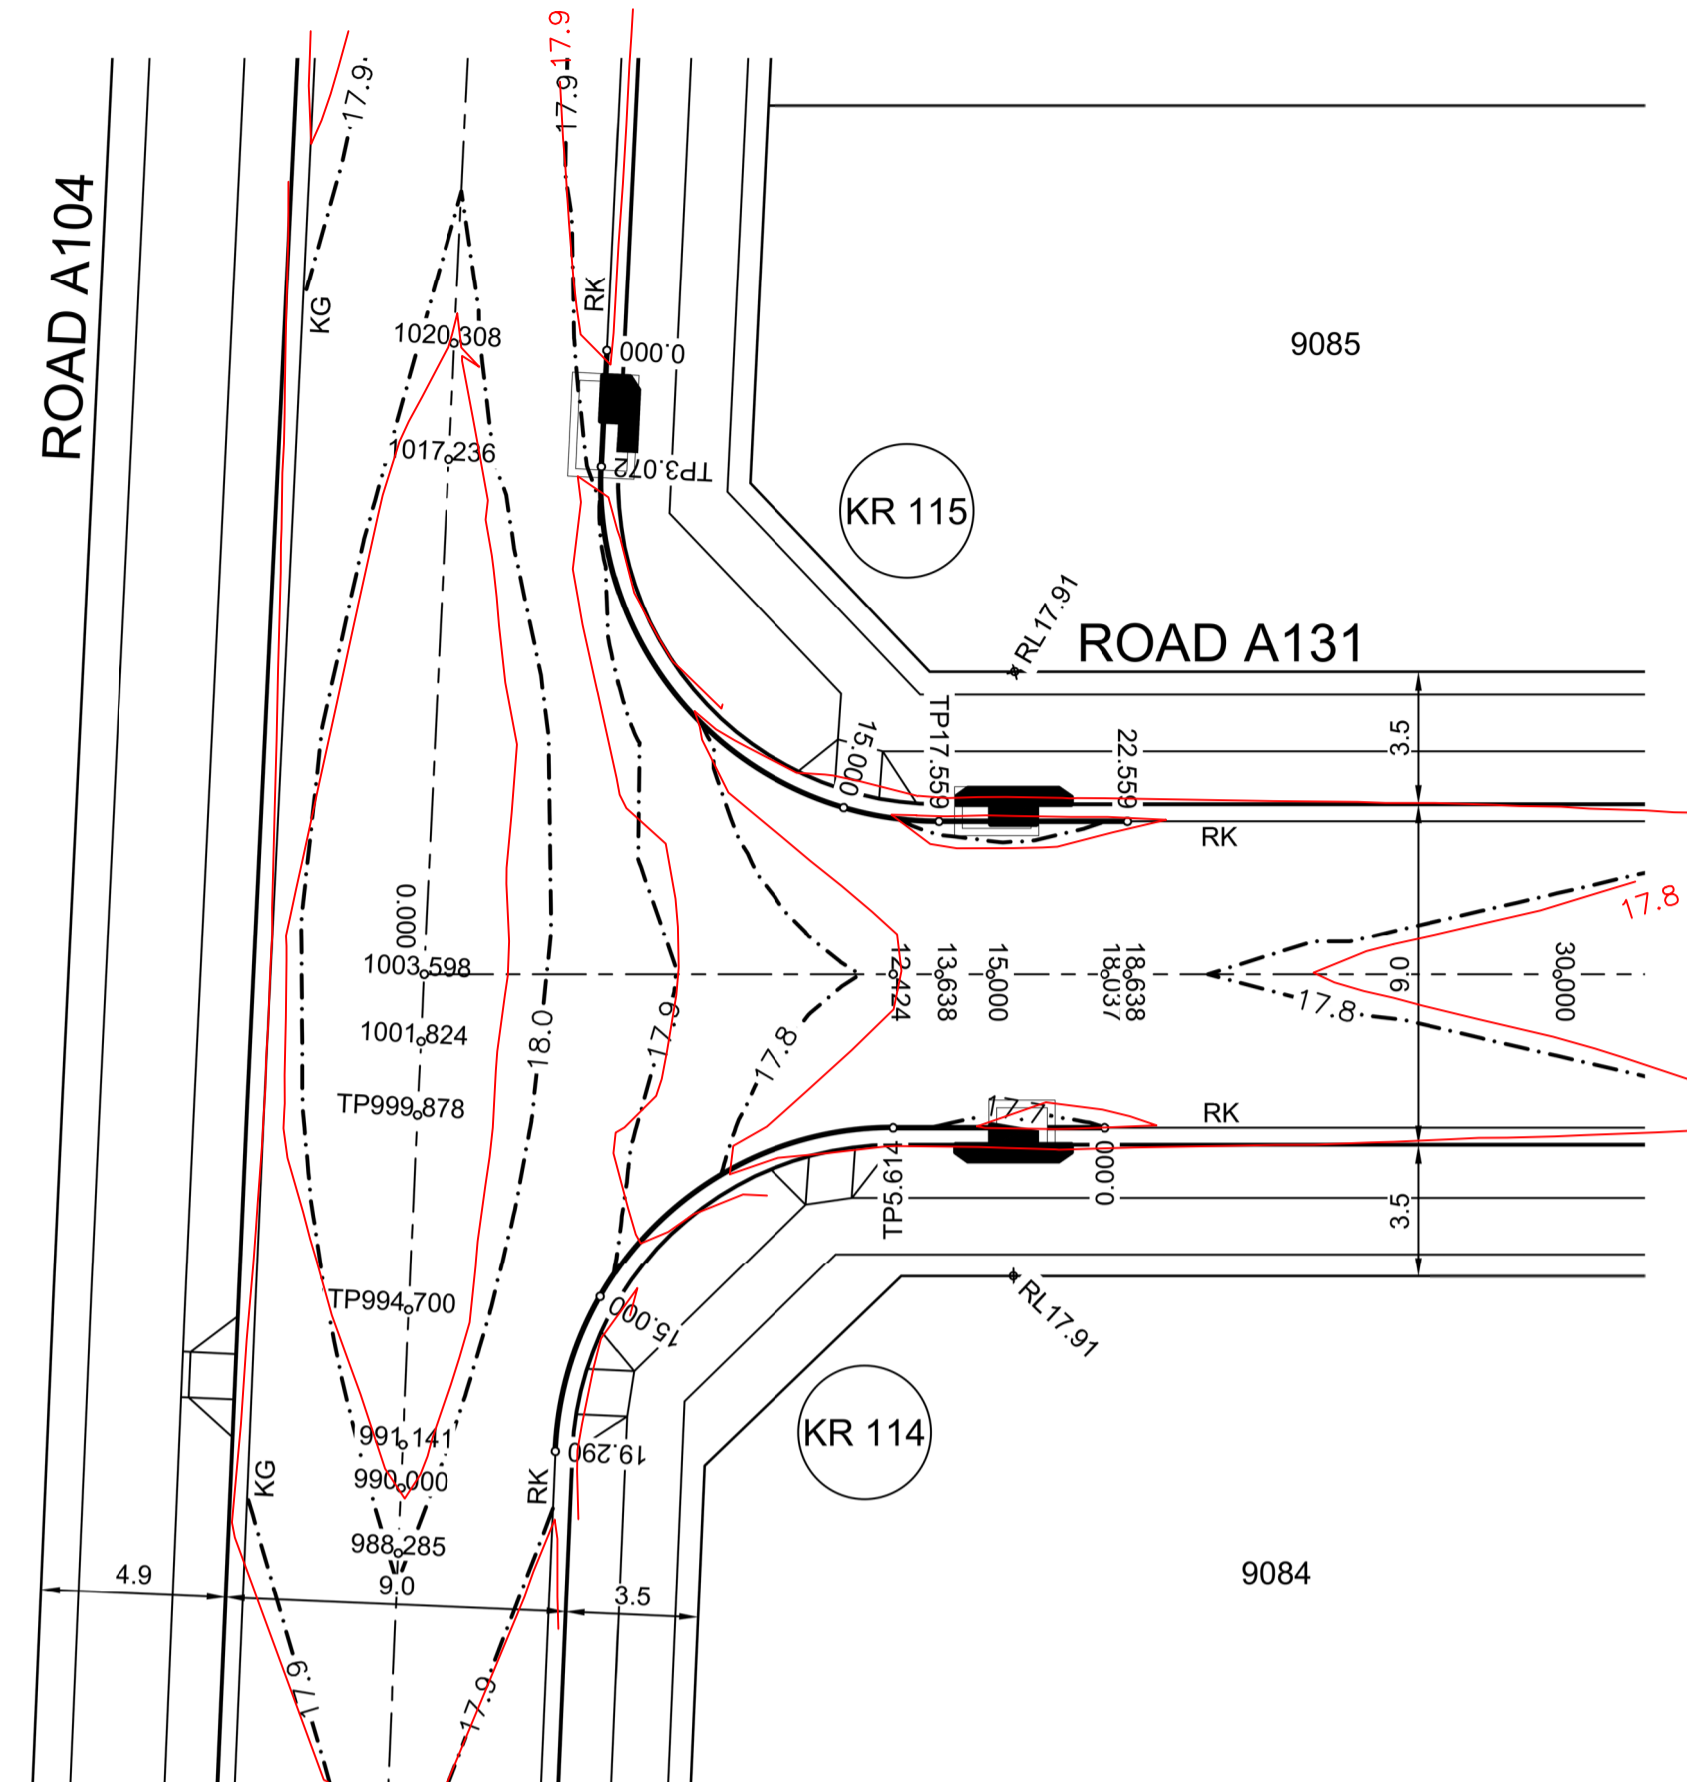 17.9
17.9
17.9
ROAD A104
KG
RK
1020.308
0.000
9085
1017.236
TP3.072
KR 115
RL17.91
ROAD A131
15.000
TP17.559
22.559
3.5
RK
17.8
0.000
1003.598
12.424
13.638
15.000
18.037
18.638
9.0
30.000
17.8
1001.824
18.0
17.9
17.8
TP999.878
17.7
RK
TP5.614
0.000
3.5
TP994.700
15.000
RL17.91
991.141
KR 114
19.290
990.000
KG
RK
988.285
4.9
9.0
3.5
9084
17.9
17.9